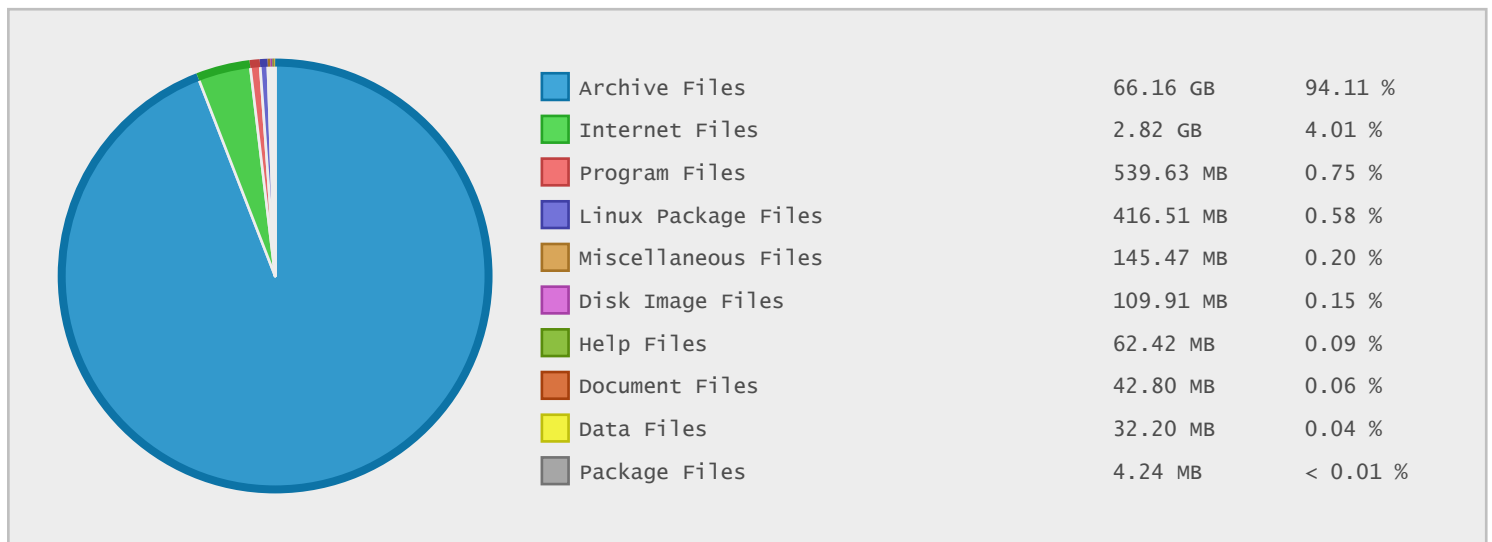 Archive Files 66.16 GB 94.11 %
Internet Files 2.82 GB 4.01 %
Program Files 539.63 MB 0.75 %
Linux Package Files 416.51 MB 0.58 %
Miscellaneous Files 145.47 MB 0.20 %
Disk Image Files 109.91 MB 0.15 %
Help Files 62.42 MB 0.09 %
Document Files 42.80 MB 0.06 %
Data Files 32.20 MB 0.04 %
Package Files 4.24 MB < 0.01 %